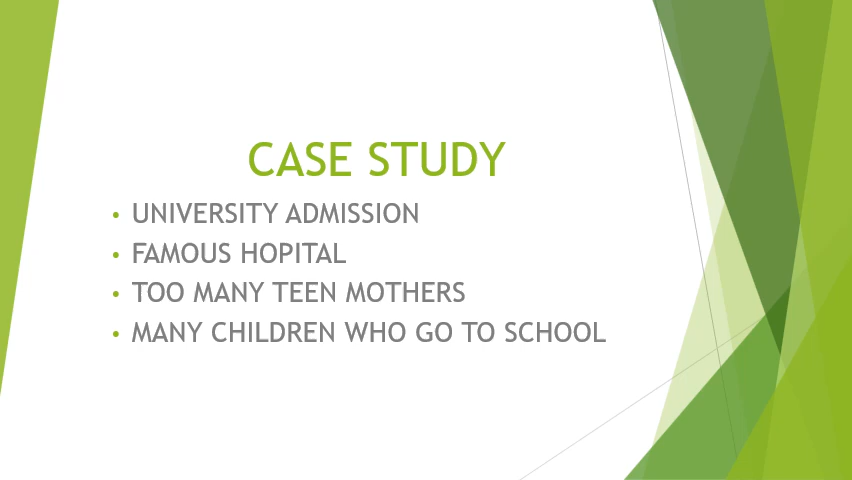 CASE STUDY
• UNIVERSITY ADMISSION
• FAMOUS HOPITAL
• TOO MANY TEEN MOTHERS
• MANY CHILDREN WHO GO TO SCHOOL